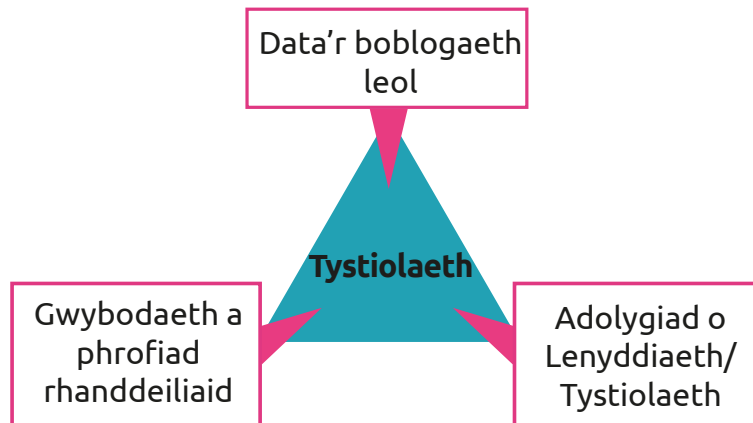 Data’r boblogaeth
leol
Tystiolaeth
Gwybodaeth a
phrofiad
rhanddeiliaid
Adolygiad o
Lenyddiaeth/
Tystiolaeth